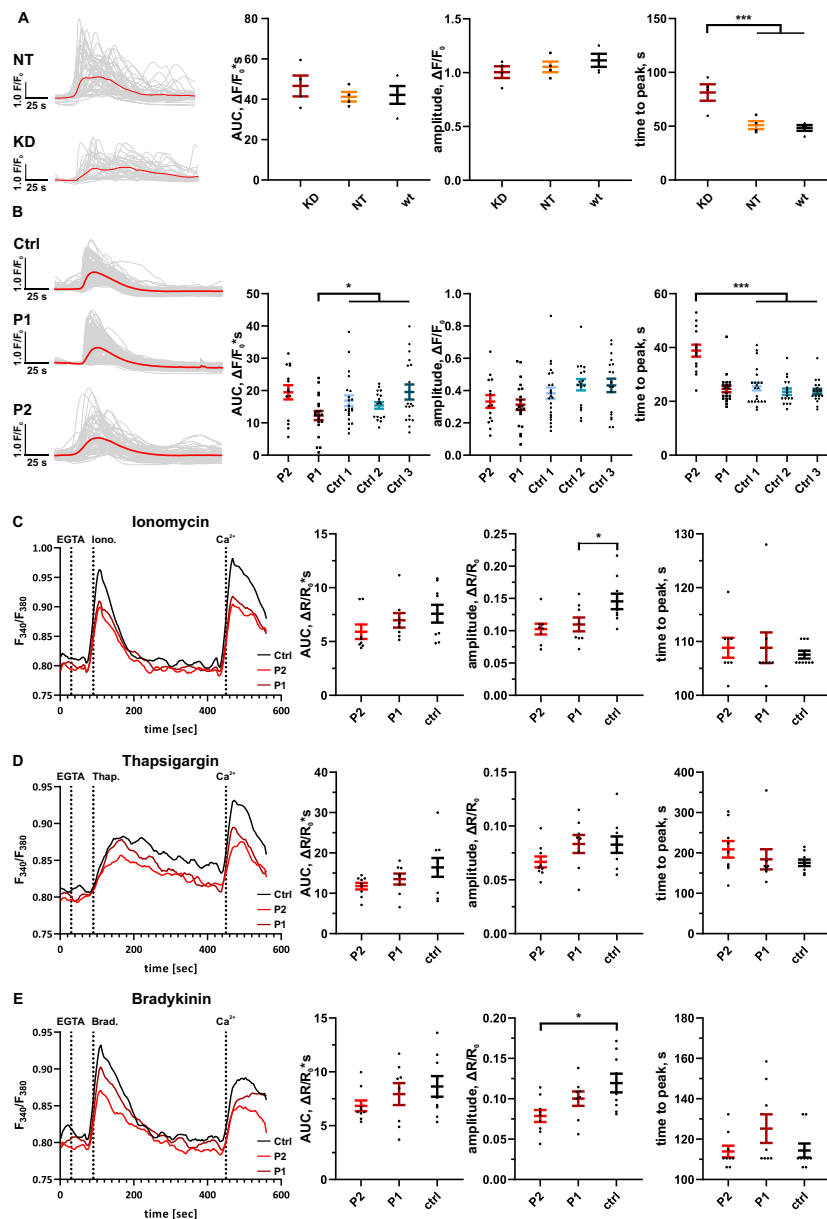 A
NT
1.0 F/F₀
25 s
KD
1.0 F/F₀
25 s
AUC, ΔF/F₀*s
80
60
40
20
0
KD
NT
wt
amplitude, ΔF/F₀
1.5
1.0
0.5
0.0
KD
NT
wt
time to peak, s
150
100
50
0
***
KD
NT
wt
B
Ctrl
1.0 F/F₀
25 s
P1
1.0 F/F₀
25 s
P2
1.0 F/F₀
25 s
AUC, ΔF/F₀*s
50
40
30
20
10
0
*
P2
P1
Ctrl 1
Ctrl 2
Ctrl 3
amplitude, ΔF/F₀
1.0
0.8
0.6
0.4
0.2
0.0
P2
P1
Ctrl 1
Ctrl 2
Ctrl 3
time to peak, s
60
40
20
0
***
P2
P1
Ctrl 1
Ctrl 2
Ctrl 3
C
Ionomycin
EGTA
Iono.
Ca²⁺
F₃₄₀/F₃₈₀
1.00
0.95
0.90
0.85
0.80
0.75
0
200
400
600
time [sec]
Ctrl
P2
P1
AUC, ΔR/R₀*s
15
10
5
0
P2
P1
ctrl
amplitude, ΔR/R₀
0.25
0.20
0.15
0.10
0.05
0.00
*
P2
P1
ctrl
time to peak, s
130
120
110
100
P2
P1
ctrl
D
Thapsigargin
EGTA
Thap.
Ca²⁺
F₃₄₀/F₃₈₀
0.95
0.90
0.85
0.80
0.75
0
200
400
600
time [sec]
Ctrl
P2
P1
AUC, ΔR/R₀*s
40
30
20
10
0
P2
P1
ctrl
amplitude, ΔR/R₀
0.15
0.10
0.05
0.00
P2
P1
ctrl
time to peak, s
400
300
200
100
0
P2
P1
ctrl
E
Bradykinin
EGTA
Brad.
Ca²⁺
F₃₄₀/F₃₈₀
0.95
0.90
0.85
0.80
0.75
0
200
400
600
time [sec]
Ctrl
P2
P1
AUC, ΔR/R₀*s
15
10
5
0
P2
P1
ctrl
amplitude, ΔR/R₀
0.20
0.15
0.10
0.05
0.00
*
P2
P1
ctrl
time to peak, s
180
160
140
120
100
P2
P1
ctrl